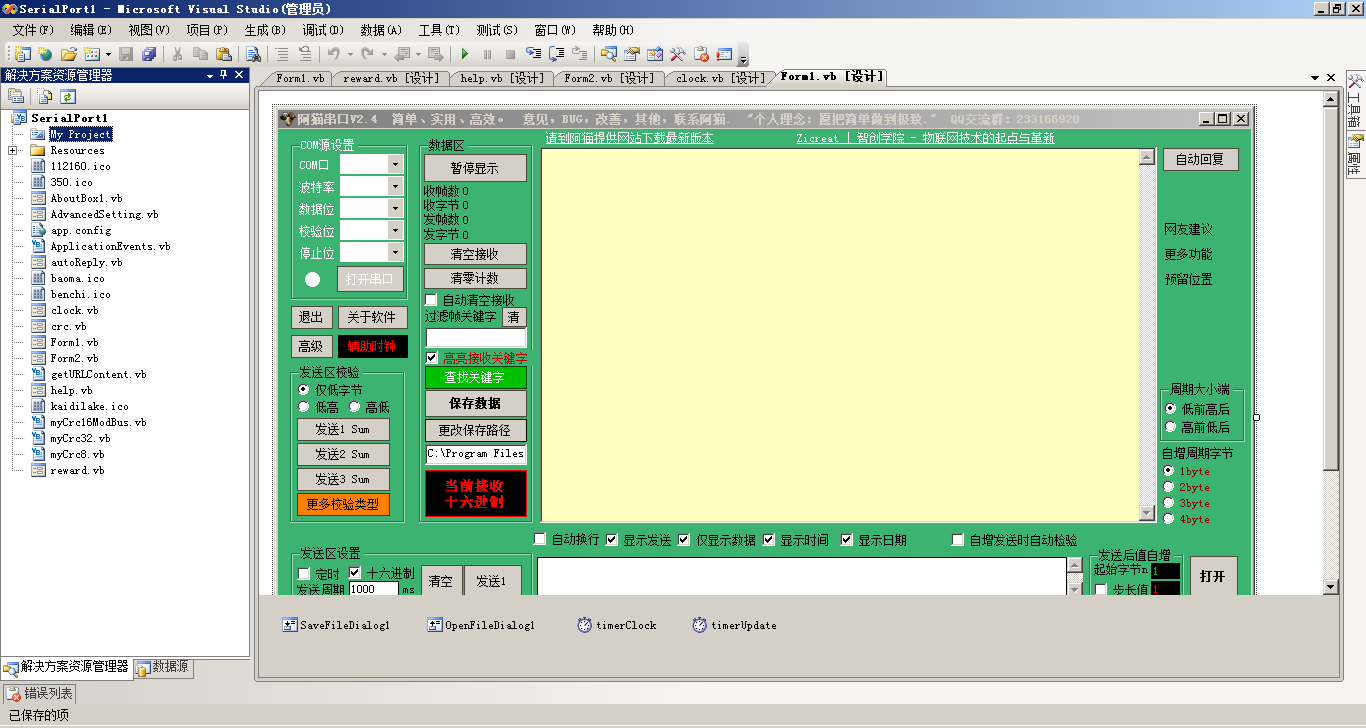 SerialPort1 - Microsoft Visual Studio(管理员)
文件(F) 编辑(E) 视图(V) 项目(P) 生成(B) 调试(D) 数据(A) 工具(T) 测试(S) 窗口(W) 帮助(H)
解决方案资源管理器
Form1.vb reward.vb [设计] help.vb [设计] Form2.vb [设计] clock.vb [设计] Form1.vb [设计]
SerialPort1
My Project
Resources
112160.ico
350.ico
AboutBox1.vb
AdvancedSetting.vb
app.config
ApplicationEvents.vb
autoReply.vb
baoma.ico
benchi.ico
clock.vb
crc.vb
Form1.vb
Form2.vb
getURLContent.vb
help.vb
kaidilake.ico
myCrc16ModBus.vb
myCrc32.vb
myCrc8.vb
reward.vb
解决方案资源管理器 数据源
错误列表
已保存的项
阿猫串口V2.4 简单、实用、高效。 意见，BUG，改善，其他，联系阿猫. "个人理念：愿把简单做到极致." QQ交流群：233166920
请到阿猫提供网站下载最新版本 Zicreat | 智创学院 - 物联网技术的起点与革新
COM源设置
COM口
波特率
数据位
校验位
停止位
打开串口
退出 关于软件
高级 辅助时钟
发送区校验
仅低字节
低高 高低
发送1 Sum
发送2 Sum
发送3 Sum
更多校验类型
数据区
暂停显示
收帧数 0
收字节 0
发帧数 0
发字节 0
清空接收
清零计数
自动清空接收
过滤帧关键字 清
高亮接收关键字
查找关键字
保存数据
更改保存路径
C:\Program Files
当前接收
十六进制
自动回复
网友建议
更多功能
预留位置
周期大小端
低前高后
高前低后
自增周期字节
1byte
2byte
3byte
4byte
自动换行 显示发送 仅显示数据 显示时间 显示日期 自增发送时自动检验
发送区设置
定时 十六进制
发送周期 1000 ms
清空 发送1
发送后值自增
起始字节n 1
步长值 1
打开
SaveFileDialog1 OpenFileDialog1 timerClock timerUpdate
工具箱
属性